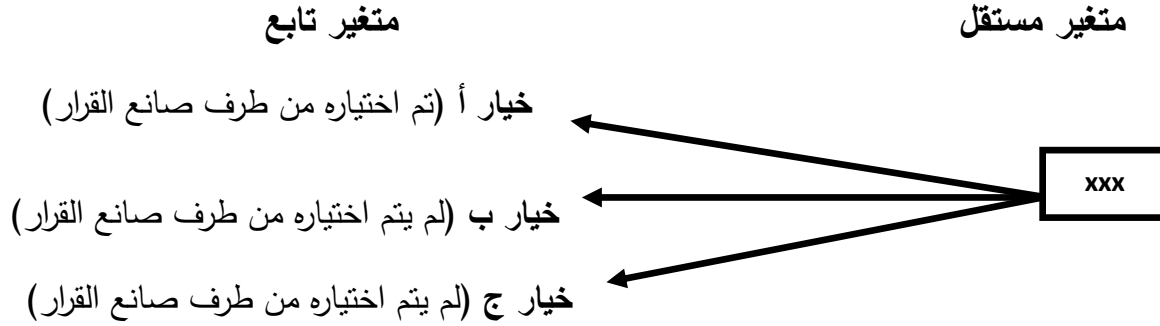 متغير مستقل
متغير تابع
خيار أ (تم اختياره من طرف صانع القرار)
xxx
خيار ب (لم يتم اختياره من طرف صانع القرار)
خيار ج (لم يتم اختياره من طرف صانع القرار)